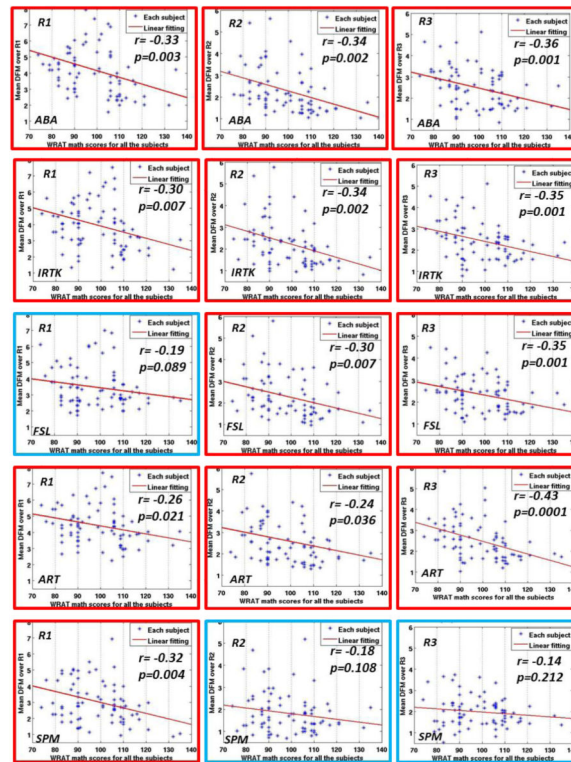 R1
Each subject
Linear fitting
r= -0.33
p=0.003
ABA
Mean DFM over R1
WRAT math scores for all the subjects
R2
Each subject
Linear fitting
r= -0.34
p=0.002
ABA
Mean DFM over R2
WRAT math scores for all the subjects
R3
Each subject
Linear fitting
r= -0.36
p=0.001
ABA
Mean DFM over R3
WRAT math scores for all the subjects
R1
Each subject
Linear fitting
r= -0.30
p=0.007
IRTK
Mean DFM over R1
WRAT math scores for all the subjects
R2
Each subject
Linear fitting
r= -0.34
p=0.002
IRTK
Mean DFM over R2
WRAT math scores for all the subjects
R3
Each subject
Linear fitting
r= -0.35
p=0.001
IRTK
Mean DFM over R3
WRAT math scores for all the subjects
R1
Each subject
Linear fitting
r= -0.19
p=0.089
FSL
Mean DFM over R1
WRAT math scores for all the subjects
R2
Each subject
Linear fitting
r= -0.30
p=0.007
FSL
Mean DFM over R2
WRAT math scores for all the subjects
R3
Each subject
Linear fitting
r= -0.35
p=0.001
FSL
Mean DFM over R3
WRAT math scores for all the subjects
R1
Each subject
Linear fitting
r= -0.26
p=0.021
ART
Mean DFM over R1
WRAT math scores for all the subjects
R2
Each subject
Linear fitting
r= -0.24
p=0.036
ART
Mean DFM over R2
WRAT math scores for all the subjects
R3
Each subject
Linear fitting
r= -0.43
p=0.0001
ART
Mean DFM over R3
WRAT math scores for all the subjects
R1
Each subject
Linear fitting
r= -0.32
p=0.004
SPM
Mean DFM over R1
WRAT math scores for all the subjects
R2
Each subject
Linear fitting
r= -0.18
p=0.108
SPM
Mean DFM over R2
WRAT math scores for all the subjects
R3
Each subject
Linear fitting
r= -0.14
p=0.212
SPM
Mean DFM over R3
WRAT math scores for all the subjects